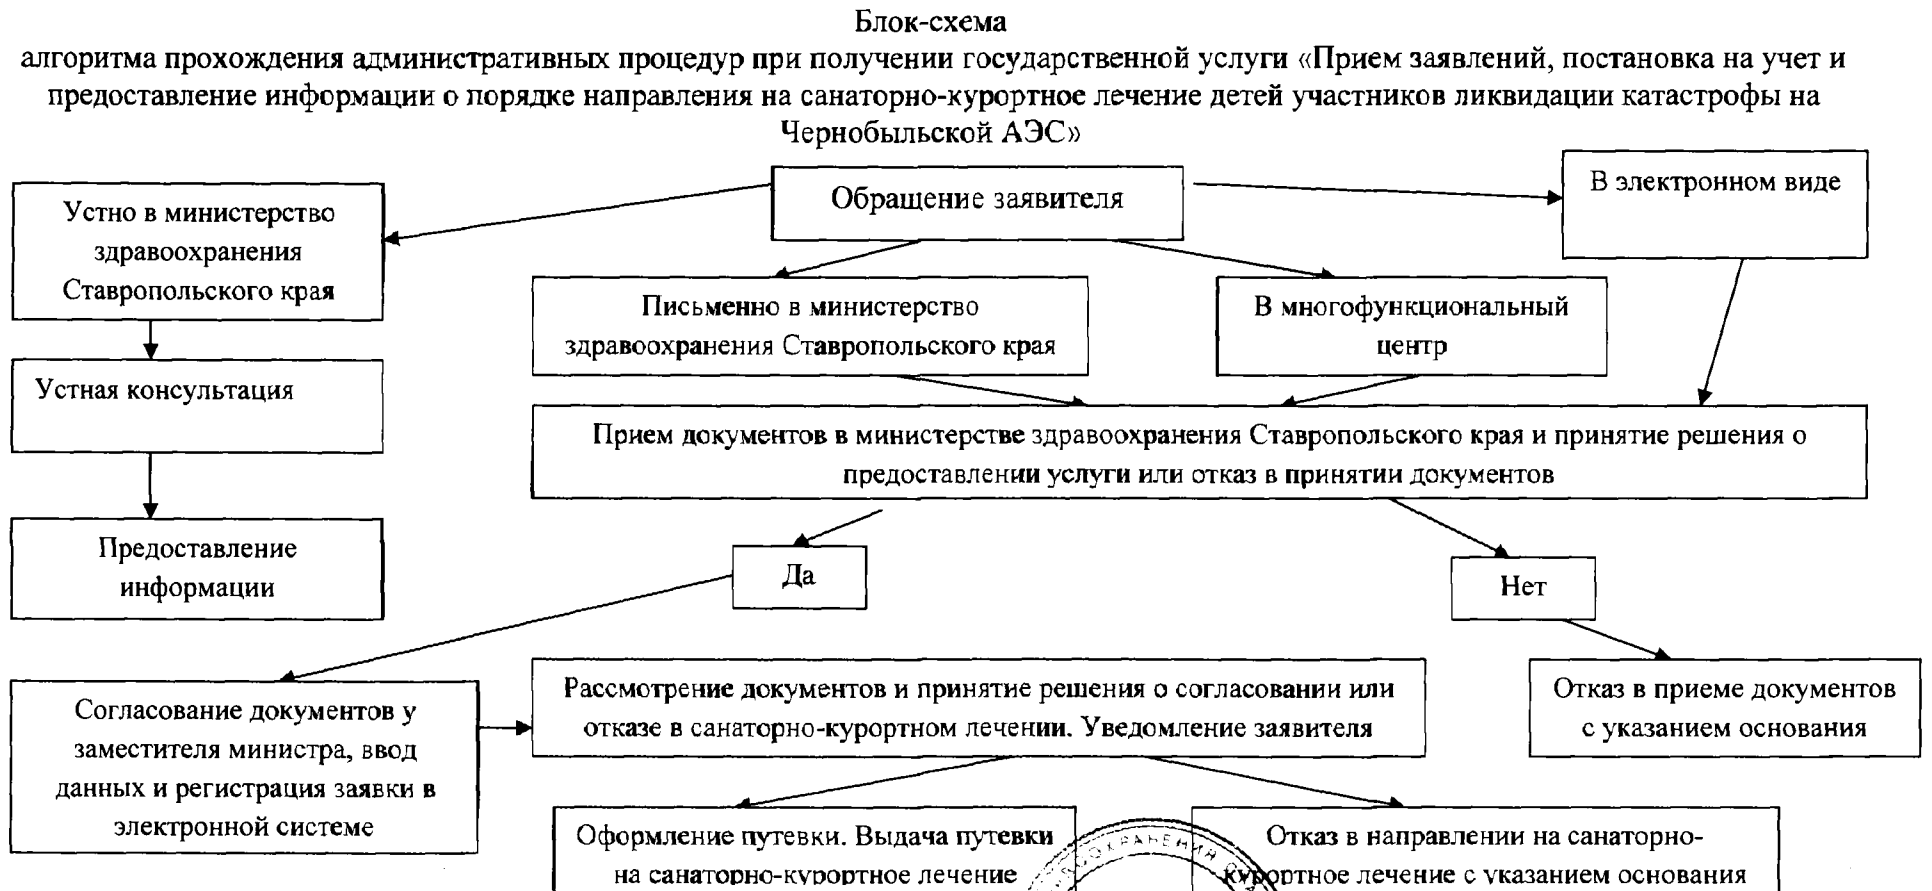 Блок-схема
алгоритма прохождения административных процедур при получении государственной услуги «Прием заявлений, постановка на учет и
предоставление информации о порядке направления на санаторно-курортное лечение детей участников ликвидации катастрофы на
Чернобыльской АЭС»
Обращение заявителя
В электронном виде
Устно в министерство
здравоохранения
Ставропольского края
Письменно в министерство
здравоохранения Ставропольского края
В многофункциональный
центр
Устная консультация
Прием документов в министерстве здравоохранения Ставропольского края и принятие решения о
предоставлении услуги или отказ в принятии документов
Предоставление
информации
Да
Нет
Согласование документов у
заместителя министра, ввод
данных и регистрация заявки в
электронной системе
Рассмотрение документов и принятие решения о согласовании или
отказе в санаторно-курортном лечении. Уведомление заявителя
Отказ в приеме документов
с указанием основания
Оформление путевки. Выдача путевки
на санаторно-курортное лечение
Отказ в направлении на санаторно-
курортное лечение с указанием основания